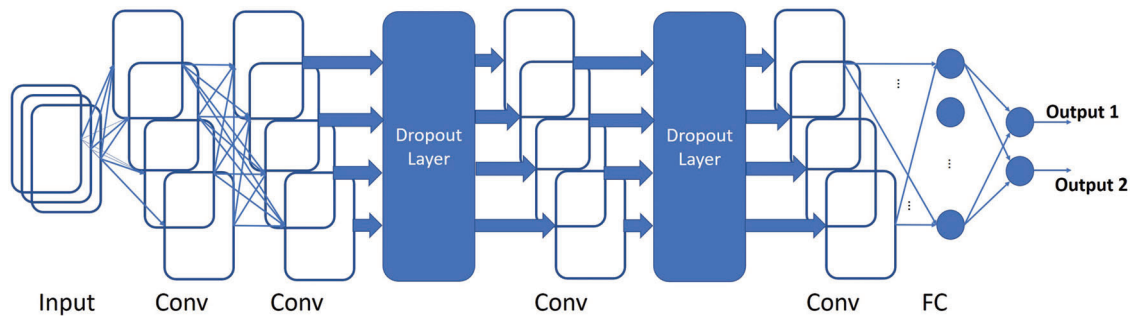 Dropout
Layer
Dropout
Layer
...
...
...
Output 1
Output 2
Input
Conv
Conv
Conv
Conv
FC